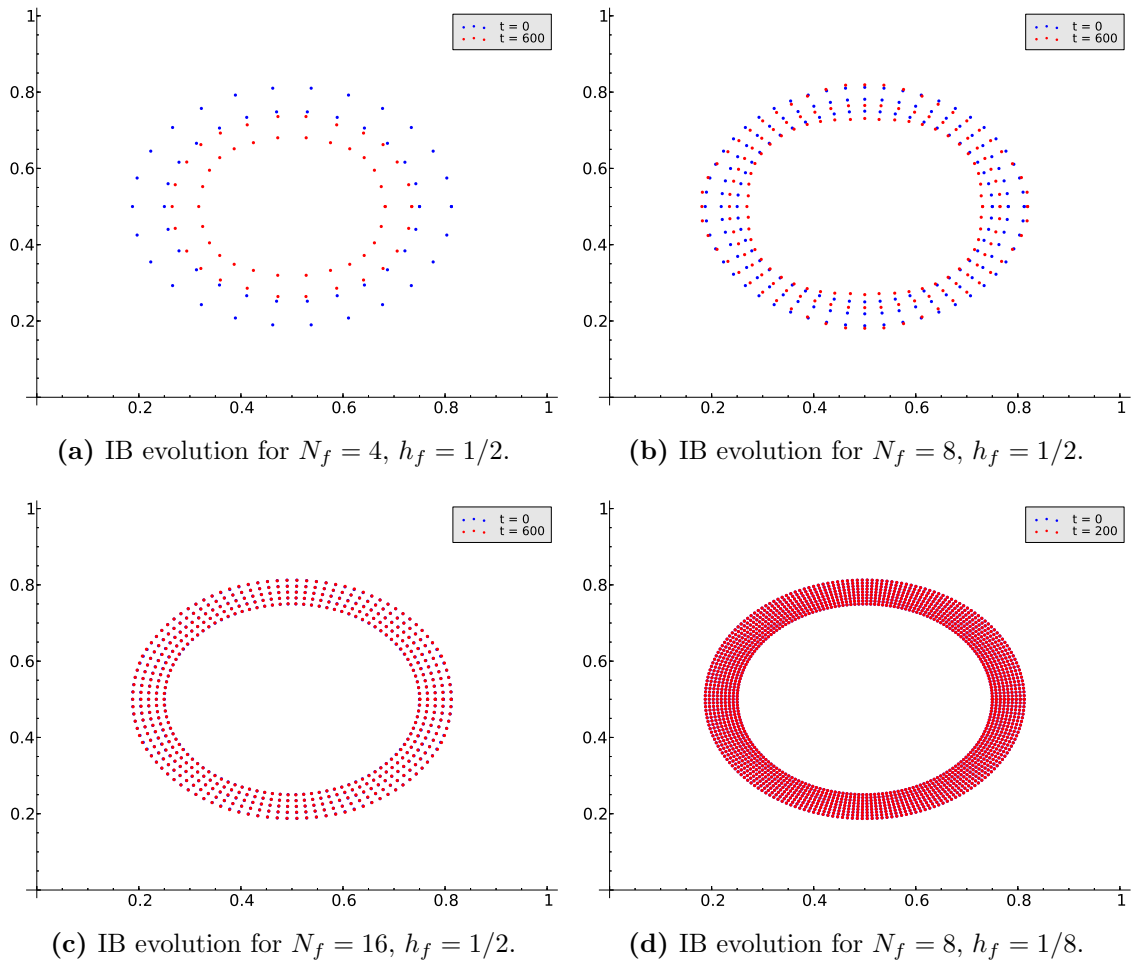 1
0.8
0.6
0.4
0.2
0.2 0.4 0.6 0.8 1
t = 0
t = 600
(a) IB evolution for $N_f = 4$, $h_f = 1/2$.
1
0.8
0.6
0.4
0.2
0.2 0.4 0.6 0.8 1
t = 0
t = 600
(b) IB evolution for $N_f = 8$, $h_f = 1/2$.
1
0.8
0.6
0.4
0.2
0.2 0.4 0.6 0.8 1
t = 0
t = 600
(c) IB evolution for $N_f = 16$, $h_f = 1/2$.
1
0.8
0.6
0.4
0.2
0.2 0.4 0.6 0.8 1
t = 0
t = 200
(d) IB evolution for $N_f = 8$, $h_f = 1/8$.